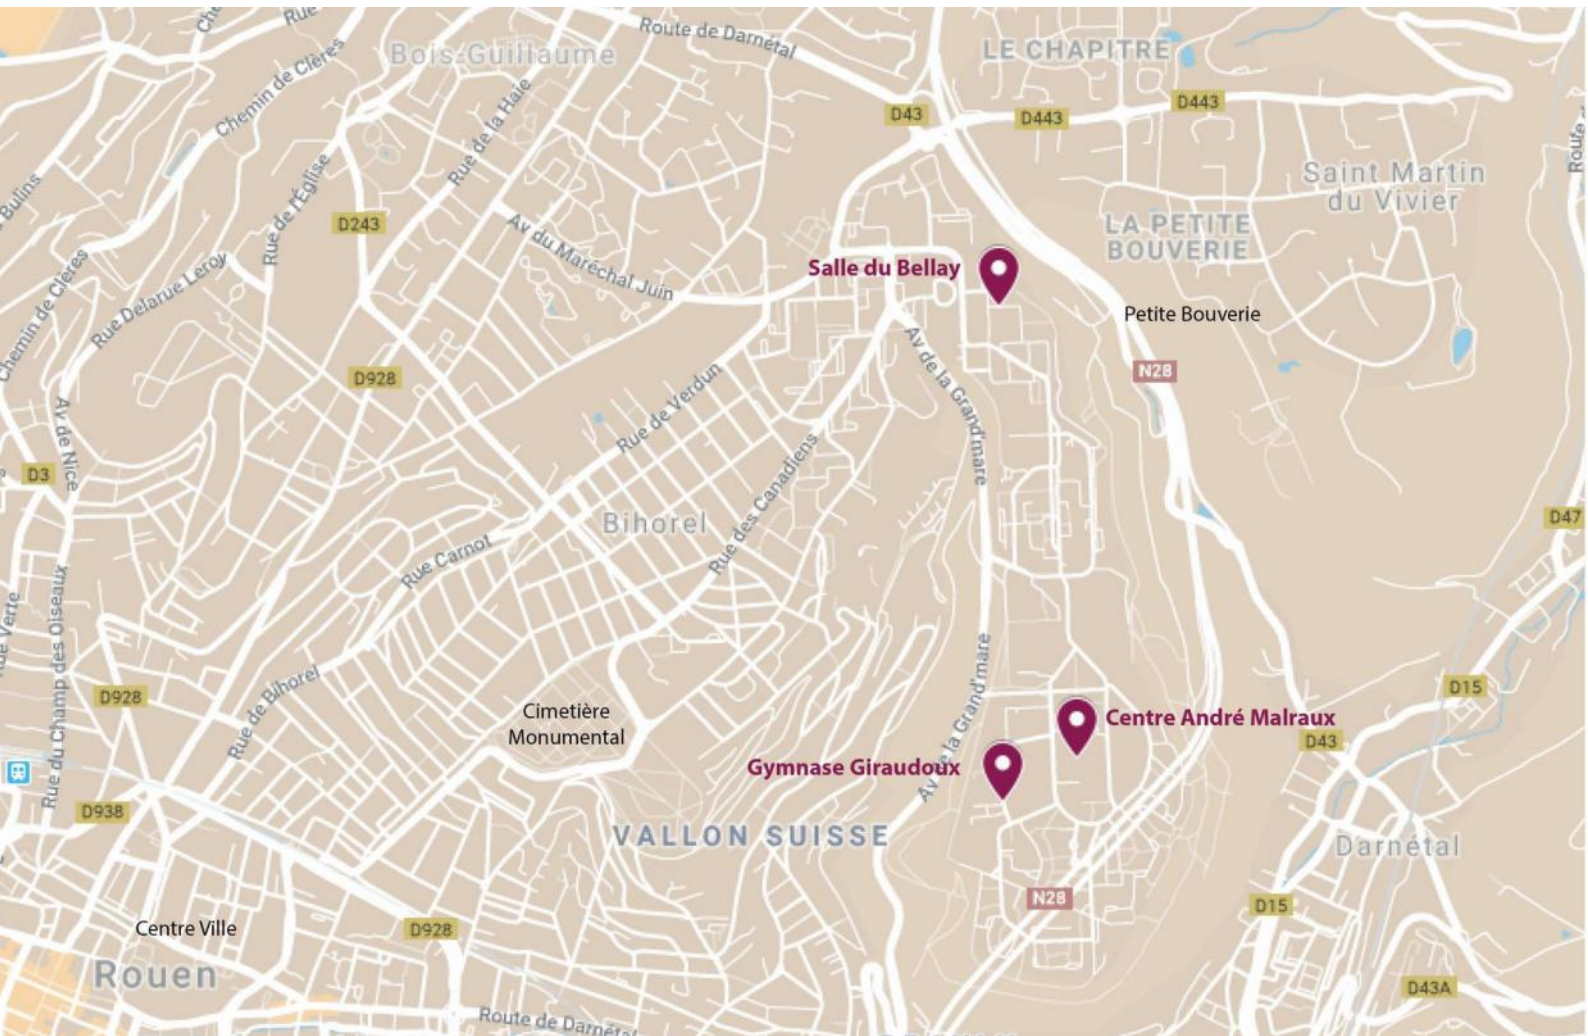 Rue
Route de Darnétal
Bois-Guillaume
LE CHAPITRE
Chemin de Clères
Rue de la Haie
D43
D443
D443
Saint Martin
du Vivier
Bulins
Rue de l'Église
D243
Av du Maréchal Juin
LA PETITE
BOUVERIE
Salle du Bellay
Chemin de Clères
Rue Delarue Leroy
Petite Bouverie
Av de la Grand'mare
N28
D928
Rue de Verdun
Av de Nice
D3
Rue des Canadiens
Bihorel
D47
Rue Carnot
Rue du Champ des Oiseaux
Verte
Av de la Grand'mare
Rue de Bihorel
D928
D15
Cimetière
Monumental
Centre André Malraux
D43
Gymnase Giraudoux
D938
VALLON SUISSE
Darnétal
N28
D15
Centre Ville
D928
Rouen
D43A
Route de Darnétal